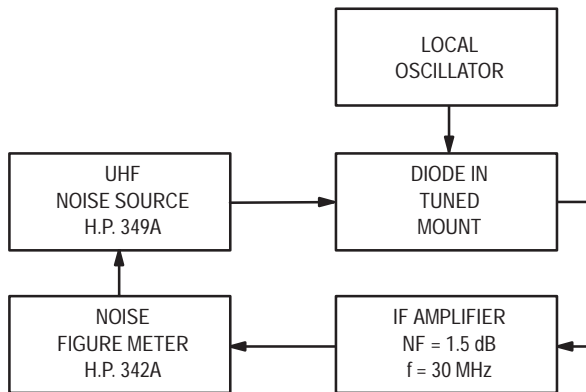 LOCAL
OSCILLATOR
UHF
NOISE SOURCE
H.P. 349A
DIODE IN
TUNED
MOUNT
NOISE
FIGURE METER
H.P. 342A
IF AMPLIFIER
NF = 1.5 dB
f = 30 MHz